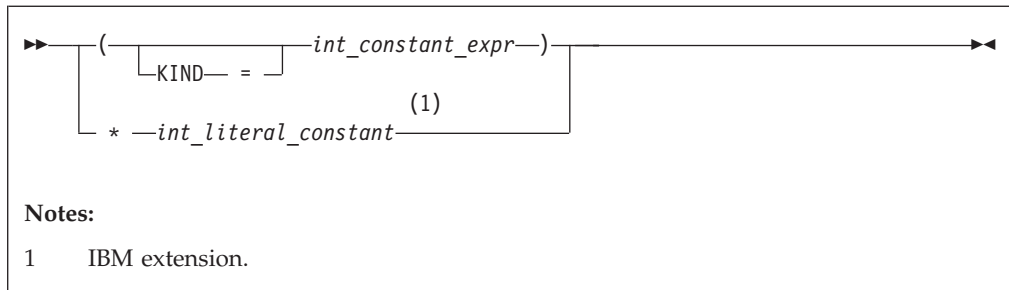 ( int_constant_expr )
KIND =
(1)
* int_literal_constant
Notes:
1 IBM extension.